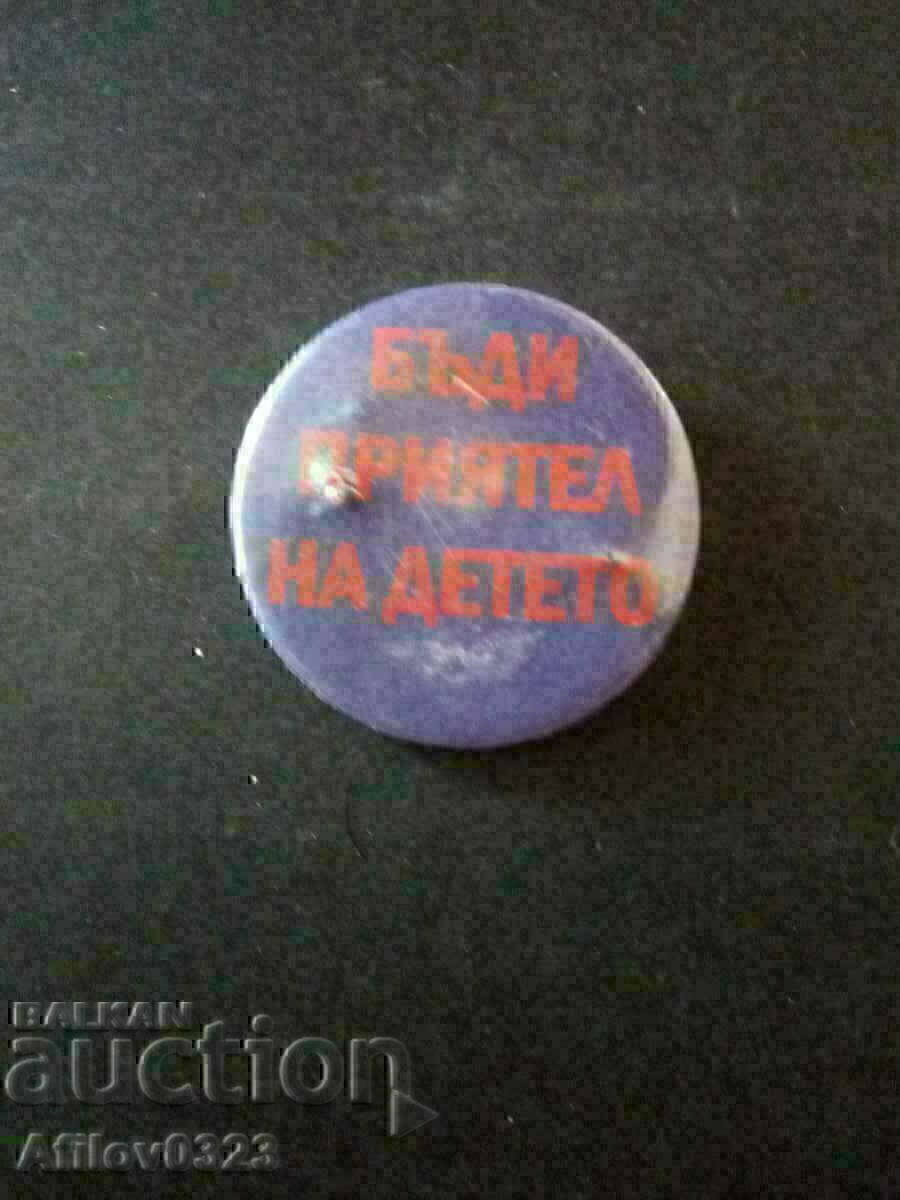 БЪДИ
ПРИЯТЕЛ
НА ДЕТЕТО
BALKAN
auction
Afilov0323